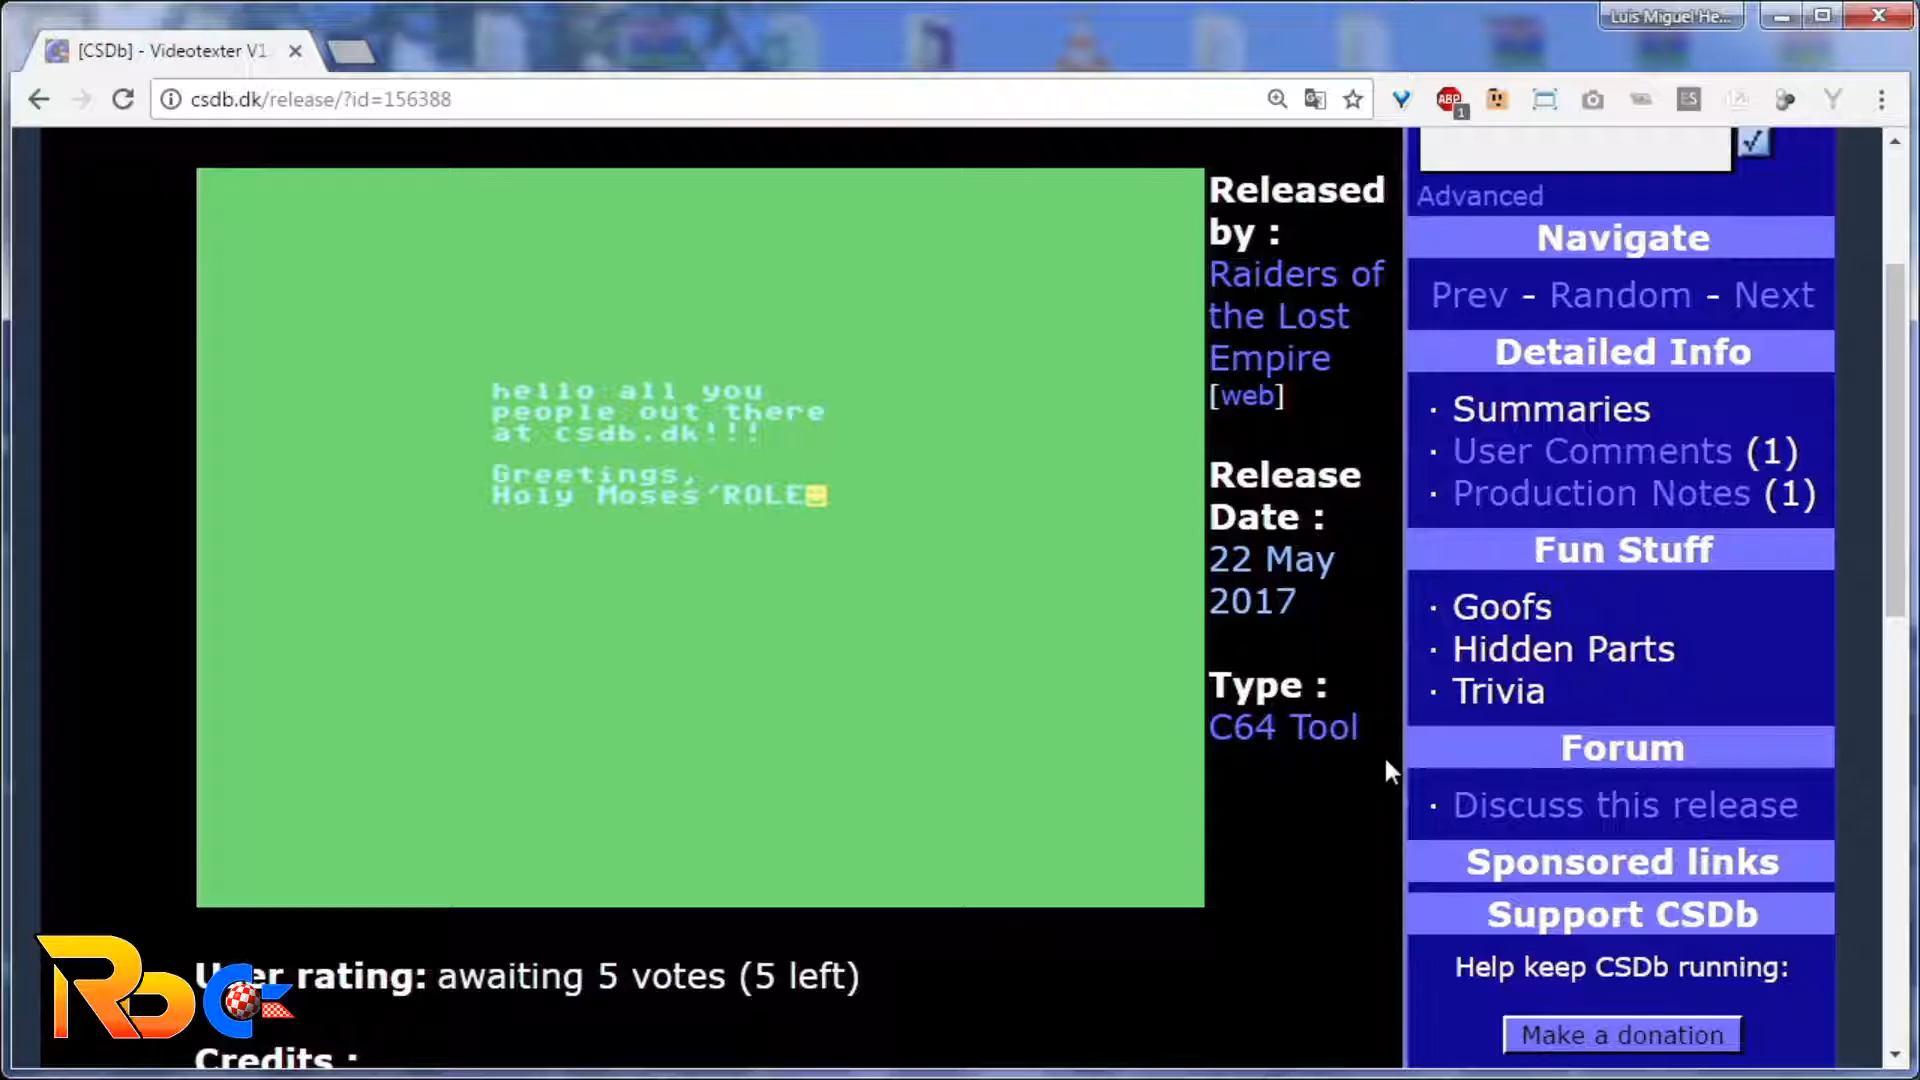 Luis Miguel He...
[CSDb] - Videotexter V1
csdb.dk/release/?id=156388
ABP
1
ES
hello all you
people out there
at csdb.dk!!!
Greetings,
Holy Moses'ROLE
Released
by :
Raiders of
the Lost
Empire
[web]
Release
Date :
22 May
2017
Type :
C64 Tool
User rating: awaiting 5 votes (5 left)
Credits :
Advanced
Navigate
Prev - Random - Next
Detailed Info
· Summaries
· User Comments (1)
· Production Notes (1)
Fun Stuff
· Goofs
· Hidden Parts
· Trivia
Forum
· Discuss this release
Sponsored links
Support CSDb
Help keep CSDb running:
Make a donation